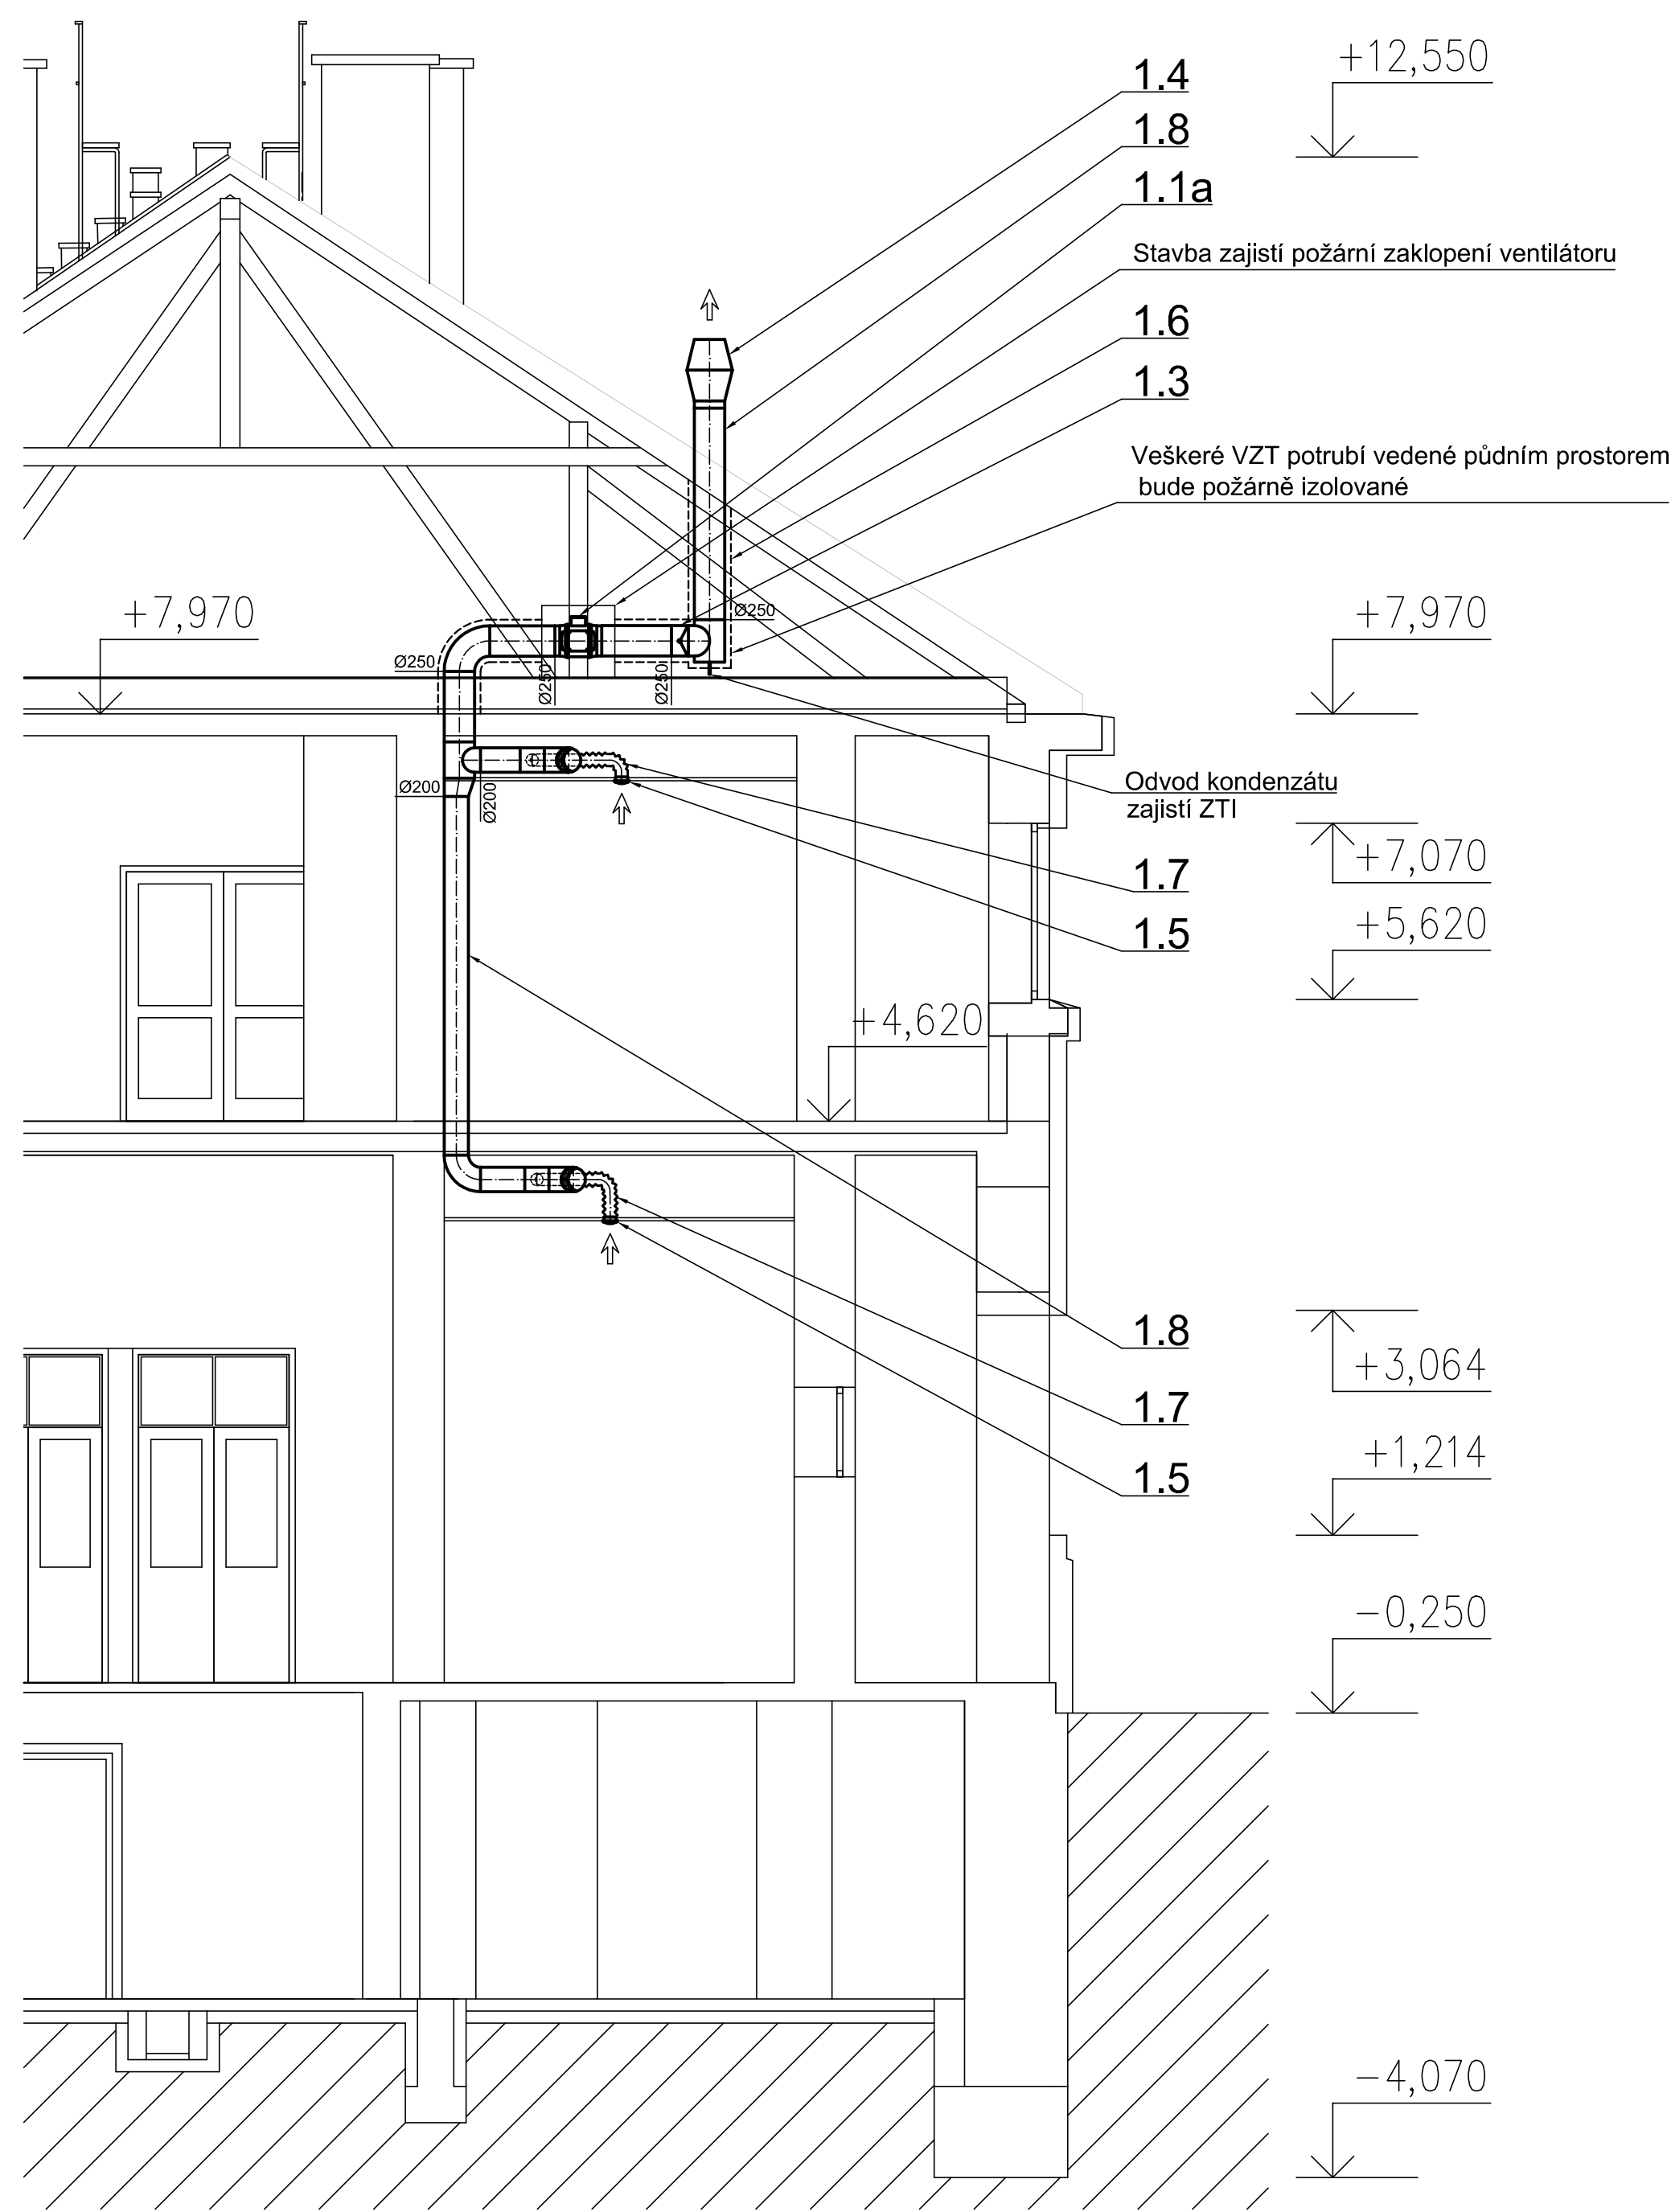 +12,550
1.4
1.8
1.1a
Stavba zajistí požární zaklopení ventilátoru
1.6
1.3
Veškeré VZT potrubí vedené půdním prostorem
bude požárně izolované
+7,970
+7,970
Ø250
Ø250
Ø250
Ø250
Ø200
Ø200
Odvod kondenzátu
zajistí ZTI
+7,070
1.7
+5,620
1.5
+4,620
1.8
+3,064
1.7
+1,214
1.5
-0,250
-4,070